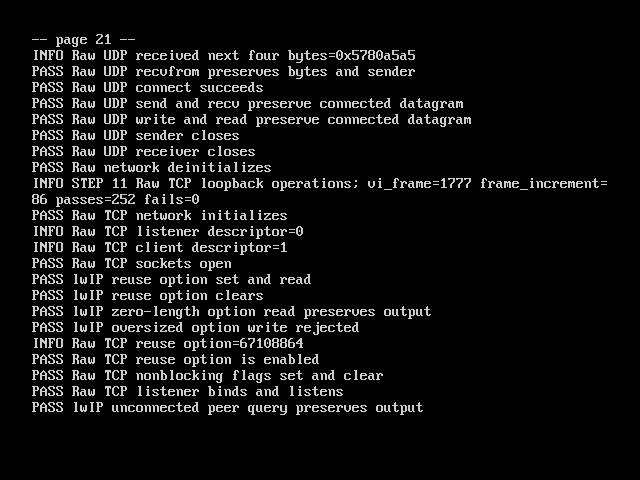 -- page 21 --
INFO Raw UDP received next four bytes=0x5780a5a5
PASS Raw UDP recvfrom preserves bytes and sender
PASS Raw UDP connect succeeds
PASS Raw UDP send and recv preserve connected datagram
PASS Raw UDP write and read preserve connected datagram
PASS Raw UDP sender closes
PASS Raw UDP receiver closes
PASS Raw network deinitializes
INFO STEP 11 Raw TCP loopback operations; vi_frame=1777 frame_increment=
86 passes=252 fails=0
PASS Raw TCP network initializes
INFO Raw TCP listener descriptor=0
INFO Raw TCP client descriptor=1
PASS Raw TCP sockets open
PASS lwIP reuse option set and read
PASS lwIP reuse option clears
PASS lwIP zero-length option read preserves output
PASS lwIP oversized option write rejected
INFO Raw TCP reuse option=67108864
PASS Raw TCP reuse option is enabled
PASS Raw TCP nonblocking flags set and clear
PASS Raw TCP listener binds and listens
PASS lwIP unconnected peer query preserves output